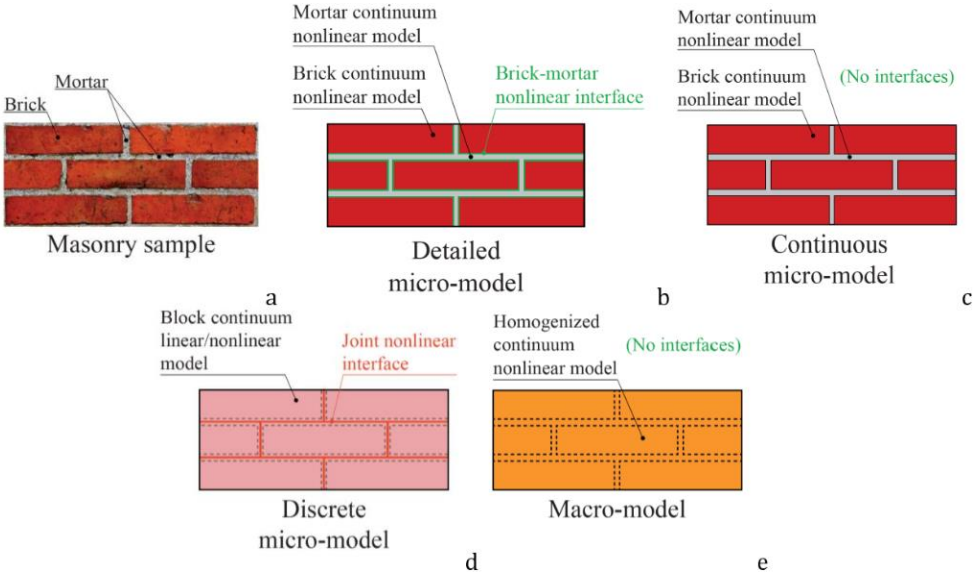 Mortar
Brick
Masonry sample
a
Mortar continuum
nonlinear model
Brick continuum
nonlinear model
Brick-mortar
nonlinear interface
Detailed
micro-model
b
Mortar continuum
nonlinear model
Brick continuum
nonlinear model
(No interfaces)
Continuous
micro-model
c
Block continuum
linear/nonlinear
model
Joint nonlinear
interface
Discrete
micro-model
d
Homogenized
continuum
nonlinear model
(No interfaces)
Macro-model
e